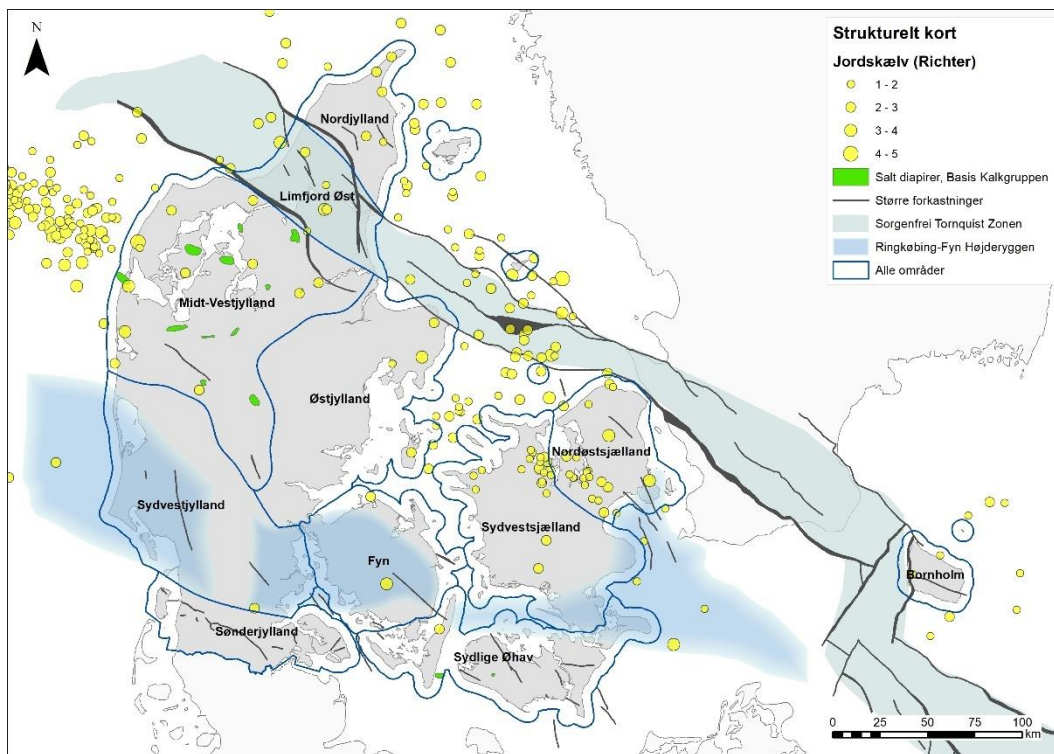 N
Strukturelt kort
Jordskælv (Richter)
1 - 2
2 - 3
3 - 4
4 - 5
Salt diapirer, Basis Kalkgruppen
Større forkastninger
Sorgenfrei Tornquist Zonen
Ringkøbing-Fyn Højderyggen
Alle områder
Nordjylland
Limfjord Øst
Midt-Vestjylland
Østjylland
Nordøstsjælland
Sydvestjylland
Sydvestsjælland
Fyn
Bornholm
Sønderjylland
Sydlige Øhav
0 12,5 25 50 75 100
km